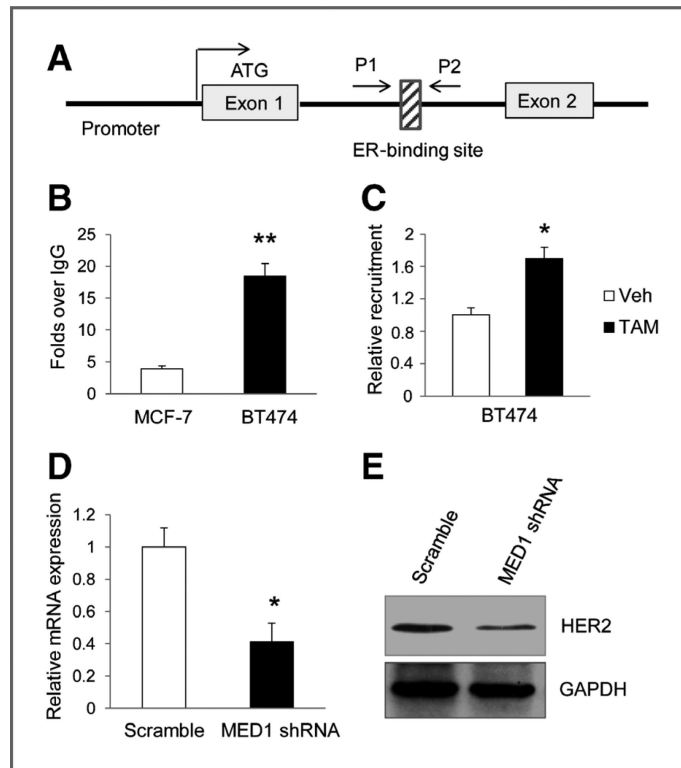 A
ATG
P1
P2
Exon 1
Exon 2
Promoter
ER-binding site
B
Folds over IgG
25
20
15
10
5
0
**
MCF-7
BT474
C
Relative recruitment
2
1.6
1.2
0.8
0.4
0
*
BT474
Veh
TAM
D
Relative mRNA expression
1.2
1
0.8
0.6
0.4
0.2
0
*
Scramble
MED1 shRNA
E
Scramble
MED1 shRNA
HER2
GAPDH